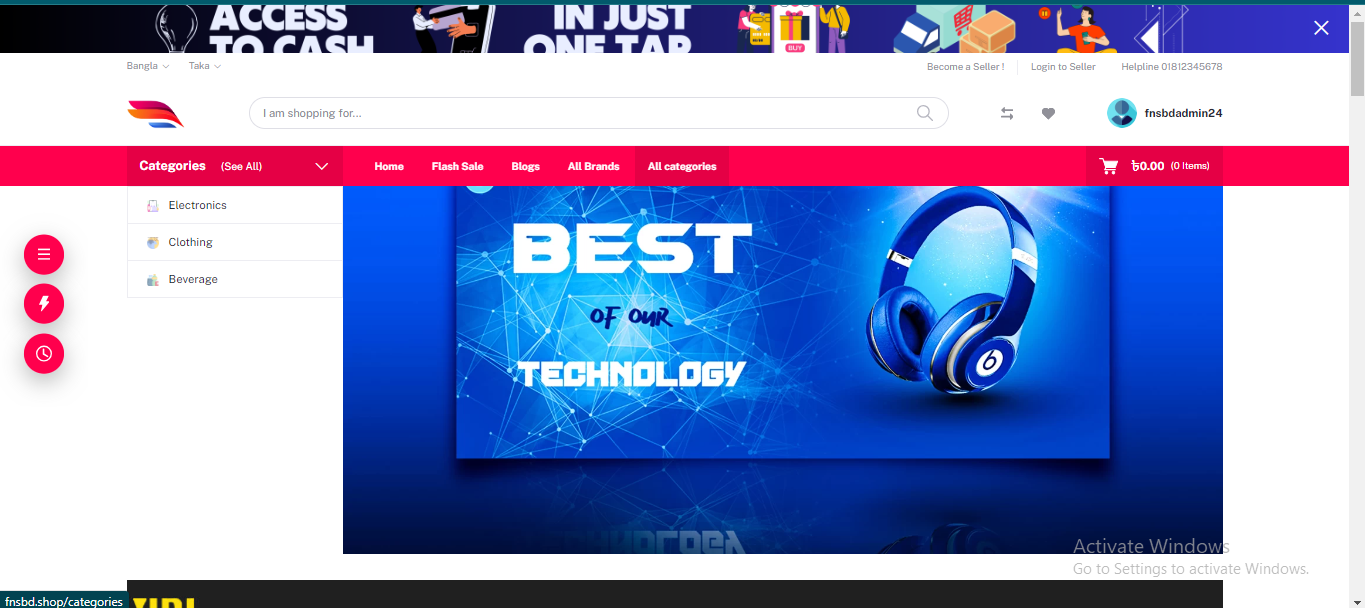 ACCESS
TO CASH
IN JUST
ONE TAP
BUY
Bangla
Taka
Become a Seller !
Login to Seller
Helpline 01812345678
I am shopping for...
fnsbdadmin24
Categories (See All)
Home
Flash Sale
Blogs
All Brands
All categories
৳0.00 (0 Items)
Electronics
Clothing
Beverage
BEST
OF OUR
TECHNOLOGY
b
Activate Windows
Go to Settings to activate Windows.
fnsbd.shop/categories